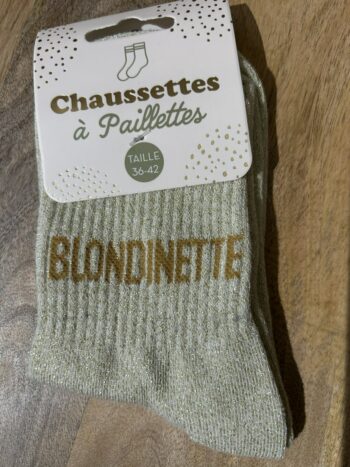 Chaussettes
à Paillettes
TAILLE
36-42
BLONDINETTE